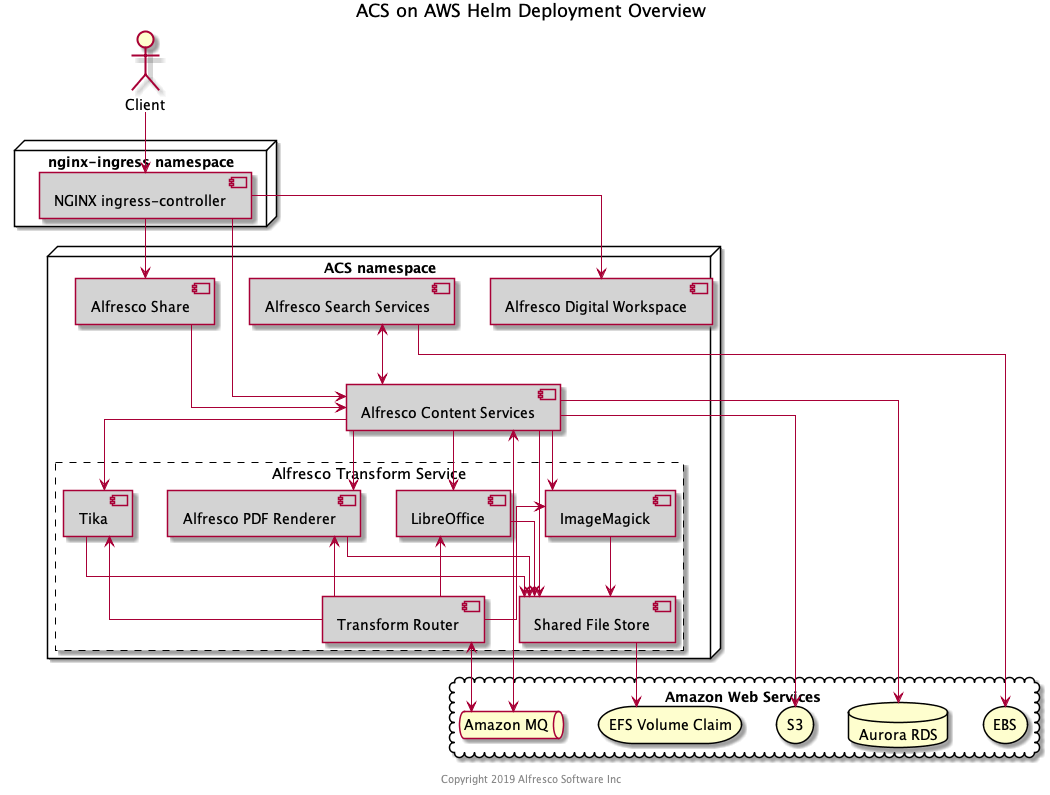 ACS on AWS Helm Deployment Overview
Client
nginx-ingress namespace
NGINX ingress-controller
ACS namespace
Alfresco Share
Alfresco Search Services
Alfresco Digital Workspace
Alfresco Content Services
Alfresco Transform Service
Tika
Alfresco PDF Renderer
LibreOffice
ImageMagick
Transform Router
Shared File Store
Amazon Web Services
Amazon MQ
EFS Volume Claim
S3
Aurora RDS
EBS
Copyright 2019 Alfresco Software Inc